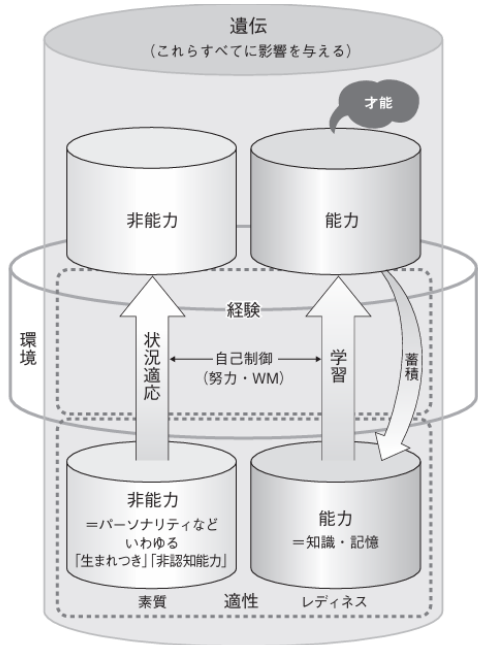 遺伝
（これらすべてに影響を与える）
才能
非能力
能力
環境
経験
状況適応
自己制御
（努力・WM）
学習
蓄積
非能力
＝パーソナリティなど
いわゆる
「生まれつき」「非認知能力」
能力
＝知識・記憶
素質
適性
レディネス